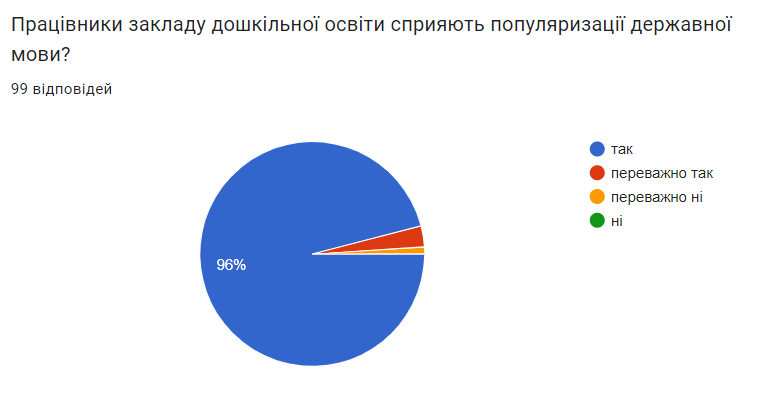 Працівники закладу дошкільної освіти сприяють популяризації державної
мови?
99 відповідей
так
переважно так
переважно ні
ні
96%